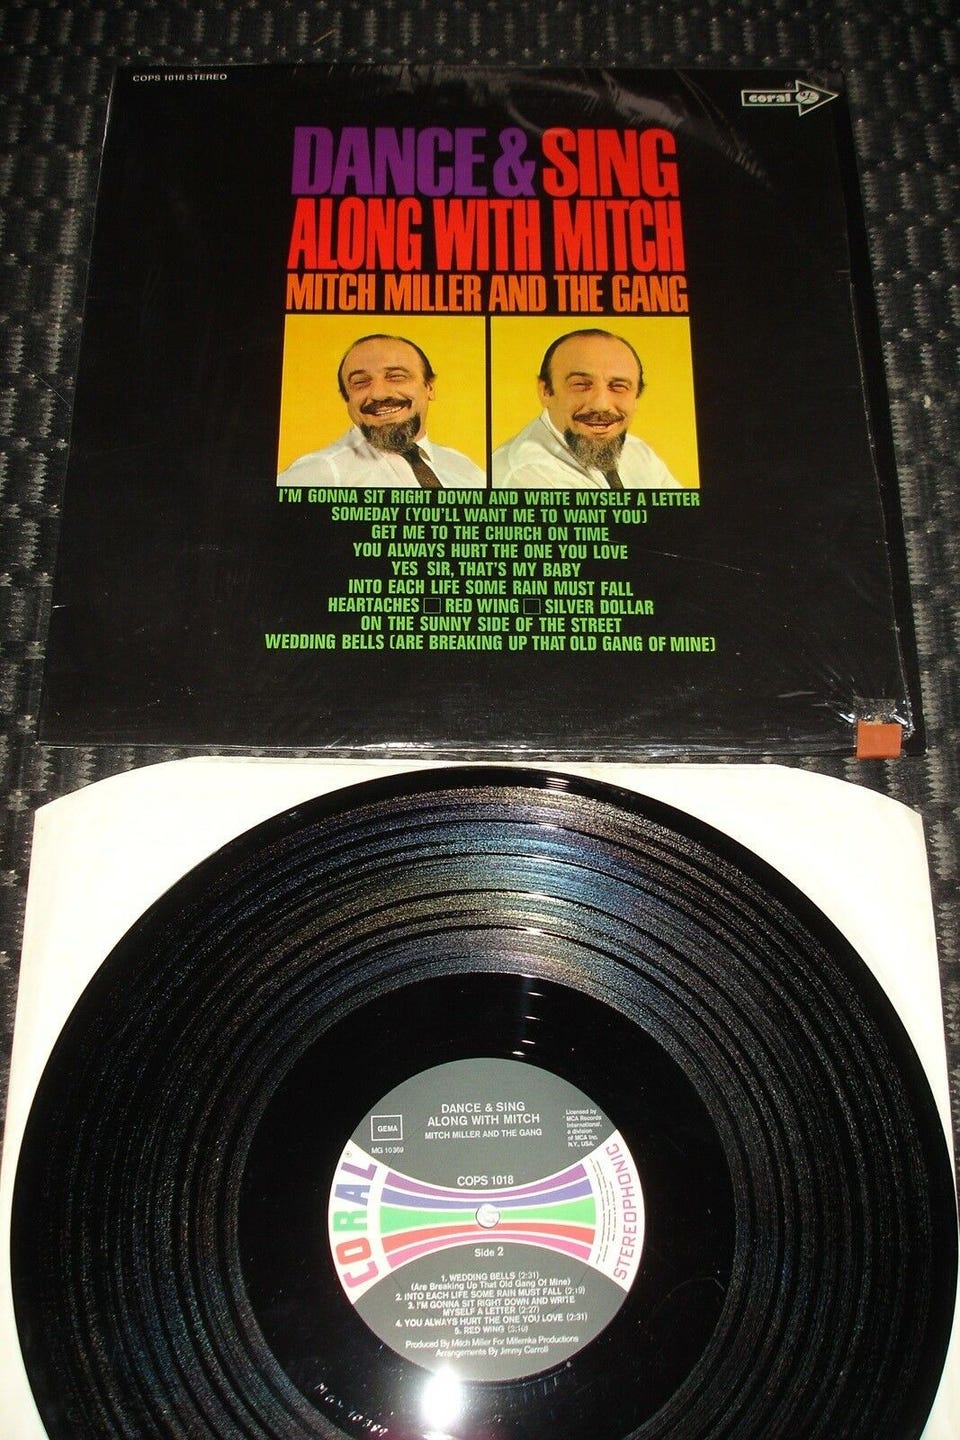 COPS 1018 STEREO
coral
DANCE & SING
ALONG WITH MITCH
MITCH MILLER AND THE GANG
I'M GONNA SIT RIGHT DOWN AND WRITE MYSELF A LETTER
SOMEDAY (YOU'LL WANT ME TO WANT YOU)
GET ME TO THE CHURCH ON TIME
YOU ALWAYS HURT THE ONE YOU LOVE
YES SIR, THAT'S MY BABY
INTO EACH LIFE SOME RAIN MUST FALL
HEARTACHES □ RED WING □ SILVER DOLLAR
ON THE SUNNY SIDE OF THE STREET
WEDDING BELLS (ARE BREAKING UP THAT OLD GANG OF MINE)
DANCE & SING
ALONG WITH MITCH
MITCH MILLER AND THE GANG
GEMA
MG 10 369
Licensed by
MCA Records
International,
a division
of MCA Inc.
N.Y., USA.
CORAL®
COPS 1018
STEREOPHONIC
Side 2
1. WEDDING BELLS (2:31)
(Are Breaking Up That Old Gang Of Mine)
2. INTO EACH LIFE SOME RAIN MUST FALL (2:19)
3. I'M GONNA SIT RIGHT DOWN AND WRITE
MYSELF A LETTER (2:27)
4. YOU ALWAYS HURT THE ONE YOU LOVE (2:31)
5. RED WING
Produced By Mitch Miller For Millemka Productions
Arrangements By Jimmy Carroll